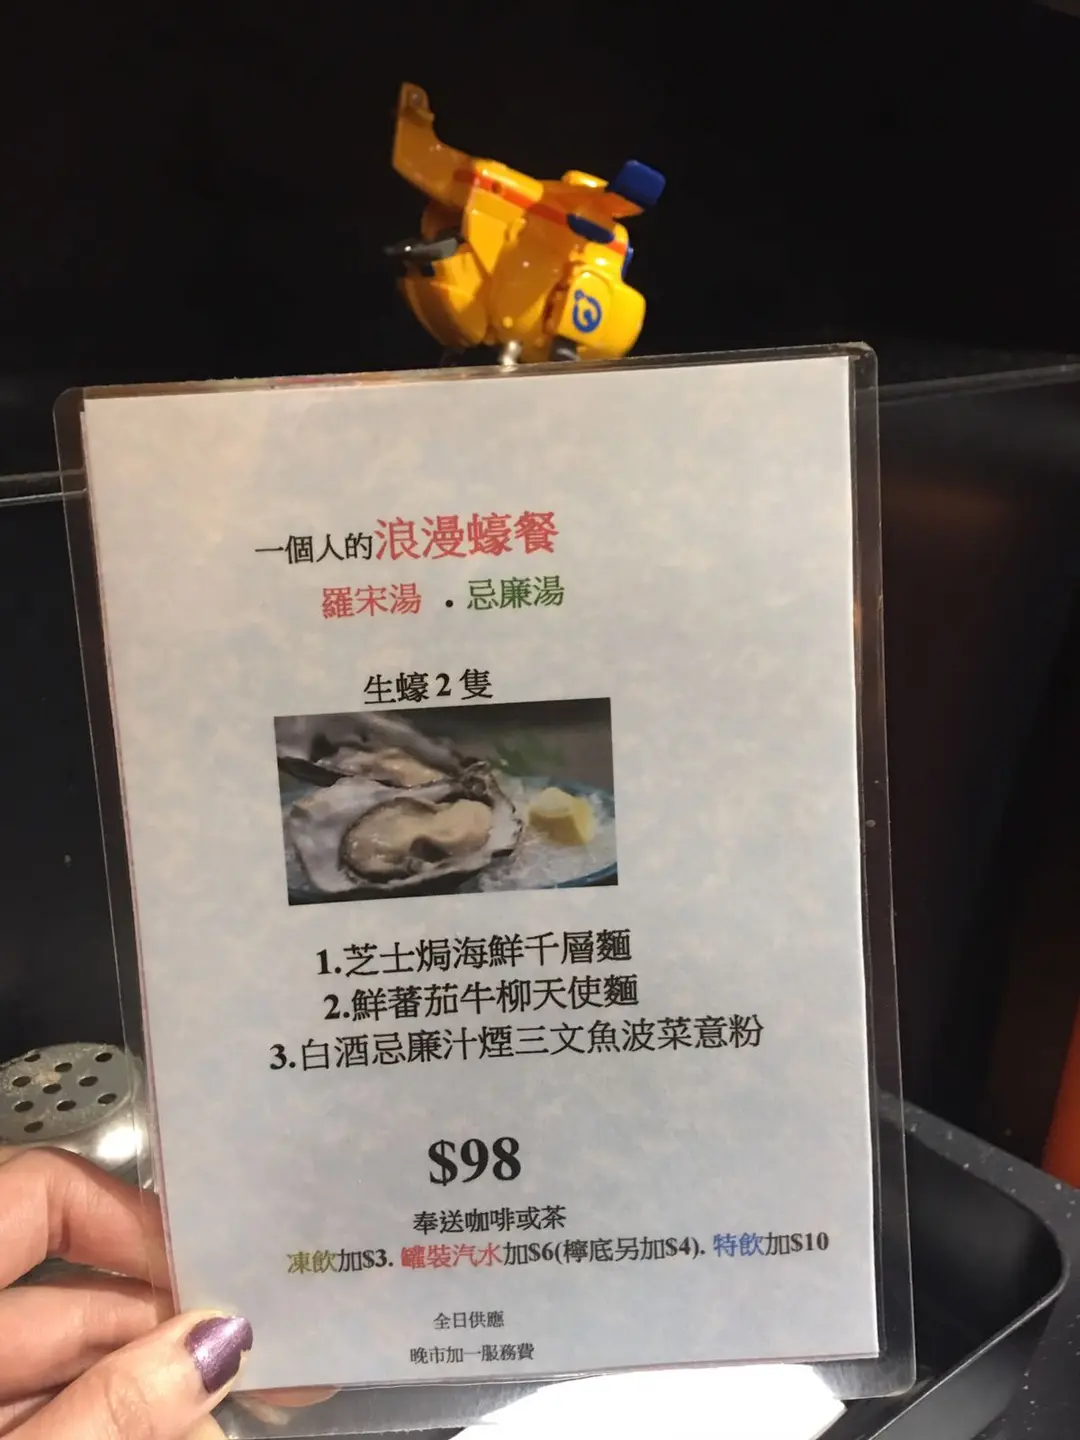 一個人的浪漫蠔餐
羅宋湯 . 忌廉湯
生蠔2隻
1.芝士焗海鮮千層麵
2.鮮蕃茄牛柳天使麵
3.白酒忌廉汁煙三文魚波菜意粉
$98
奉送咖啡或茶
凍飲加$3. 罐裝汽水加$6(檸底另加$4). 特飲加$10
全日供應
晚市加一服務費